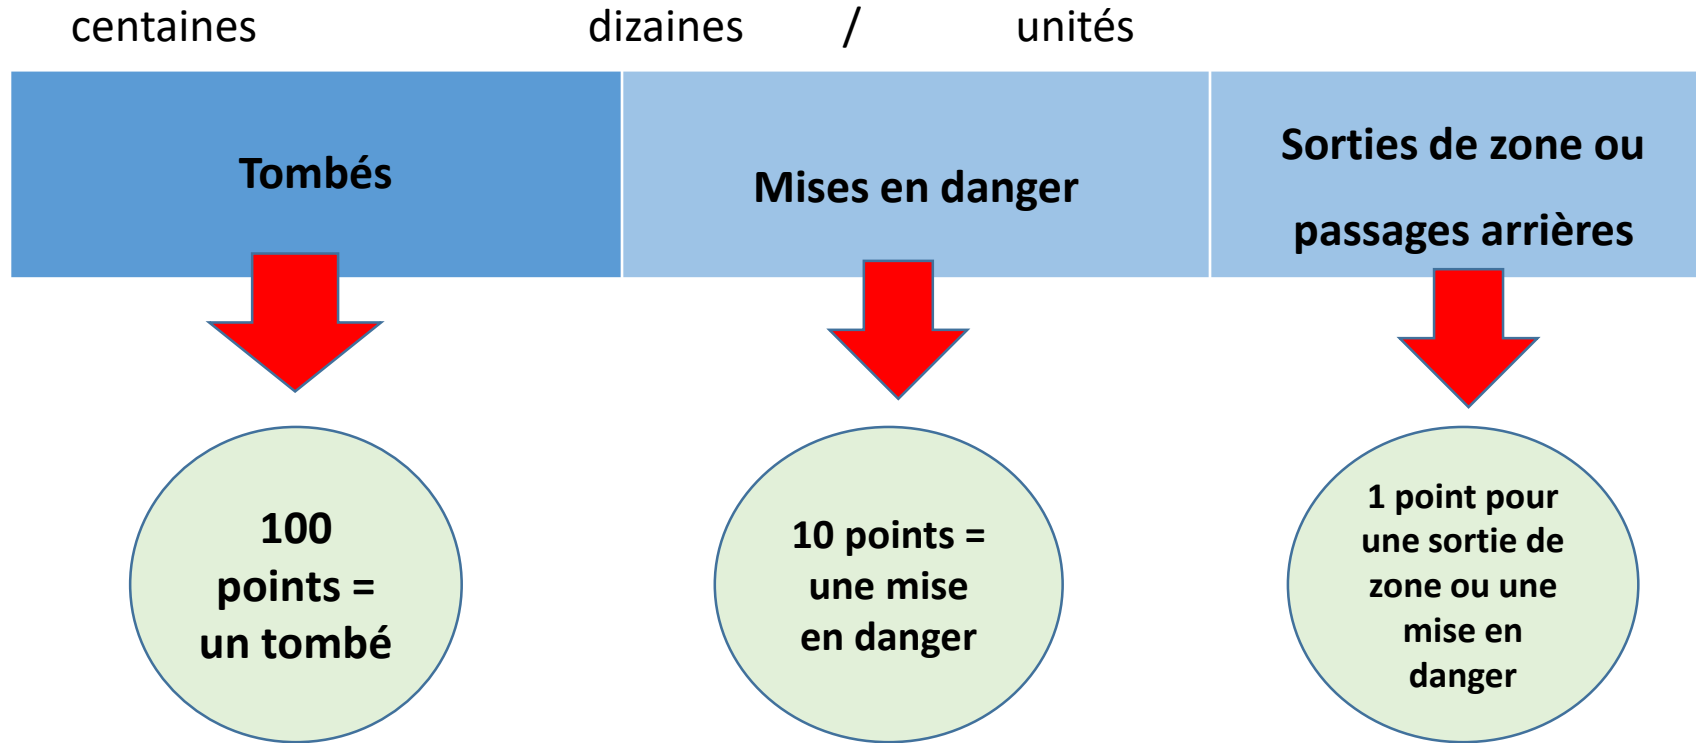 centaines dizaines / unités
Tombés
Mises en danger
Sorties de zone ou
passages arrières
100
points =
un tombé
10 points =
une mise
en danger
1 point pour
une sortie de
zone ou une
mise en
danger